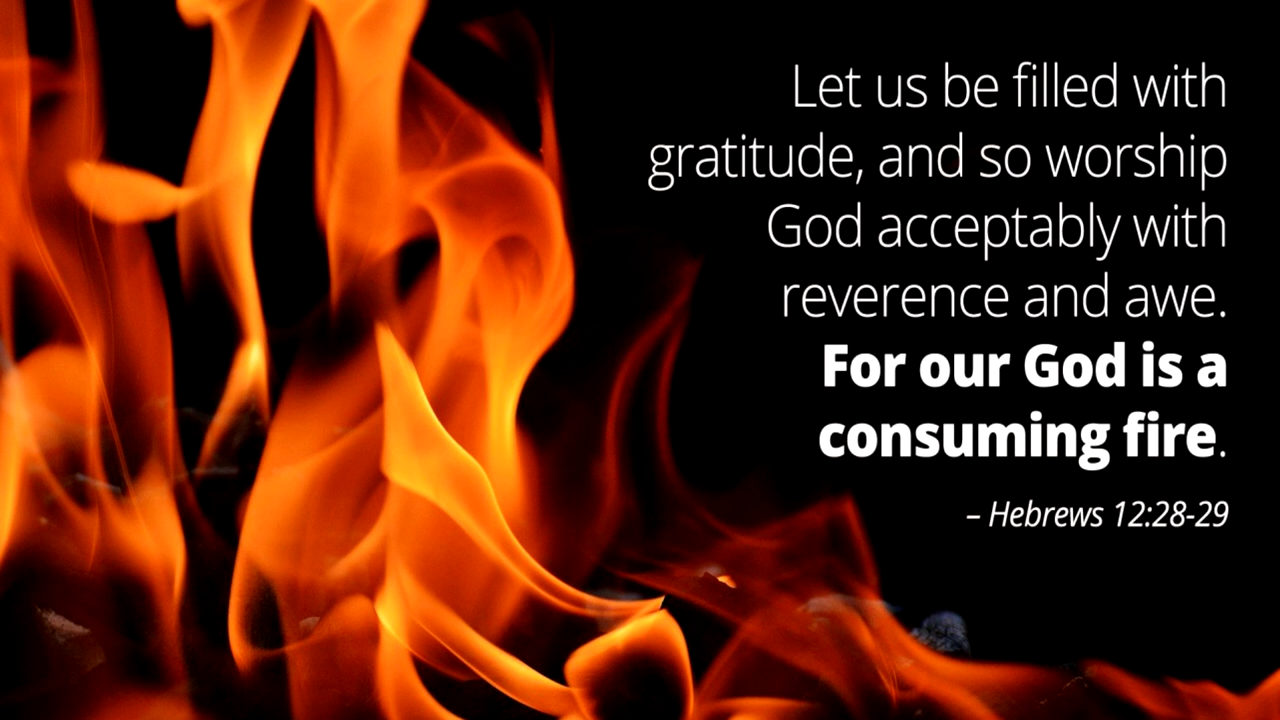 Let us be filled with
gratitude, and so worship
God acceptably with
reverence and awe.
For our God is a
consuming fire.
– Hebrews 12:28-29